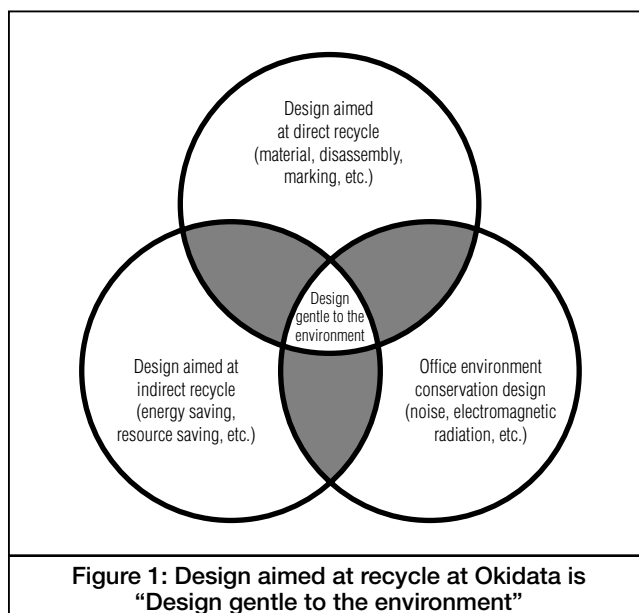 Design aimed
at direct recycle
(material, disassembly,
marking, etc.)
Design
gentle to the
environment
Design aimed at
indirect recycle
(energy saving,
resource saving, etc.)
Office environment
conservation design
(noise, electromagnetic
radiation, etc.)
Figure 1: Design aimed at recycle at Okidata is
“Design gentle to the environment”